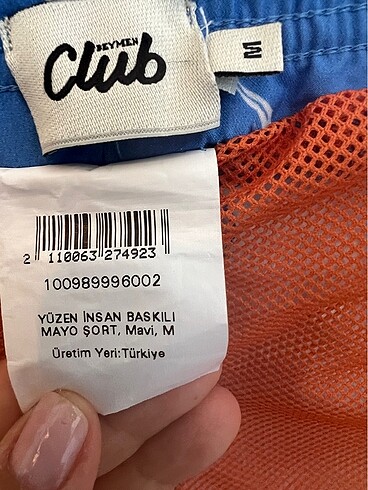 BEYMEN
Club
M
2 110063 274923
100989996002
YÜZEN İNSAN BASKILI
MAYO ŞORT, Mavi, M
Üretim Yeri:Türkiye